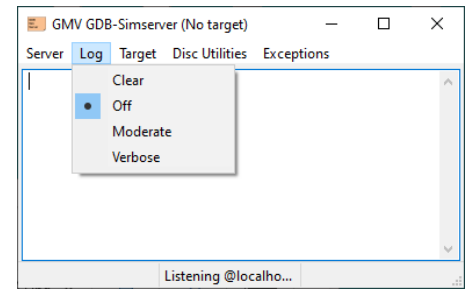 GMV GDB-Simserver (No target)
Server Log Target Disc Utilities Exceptions
Clear
Off
Moderate
Verbose
Listening @localho...